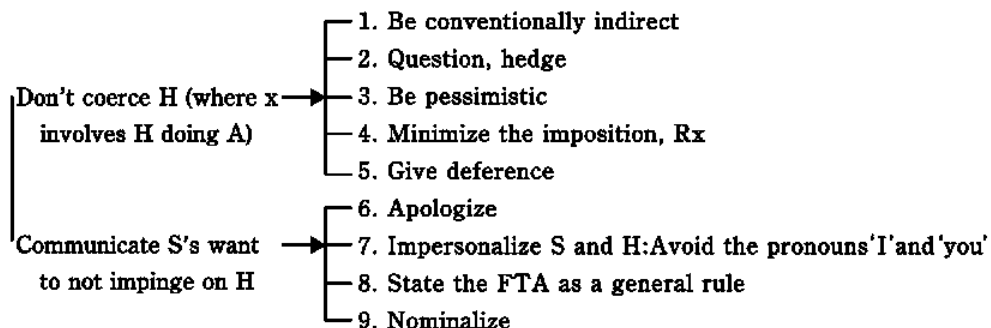 1. Be conventionally indirect
2. Question, hedge
Don't coerce H (where x
involves H doing A)
3. Be pessimistic
4. Minimize the imposition, Rx
5. Give deference
6. Apologize
Communicate S's want
to not impinge on H
7. Impersonalize S and H:Avoid the pronouns'I'and'you'
8. State the FTA as a general rule
9. Nominalize